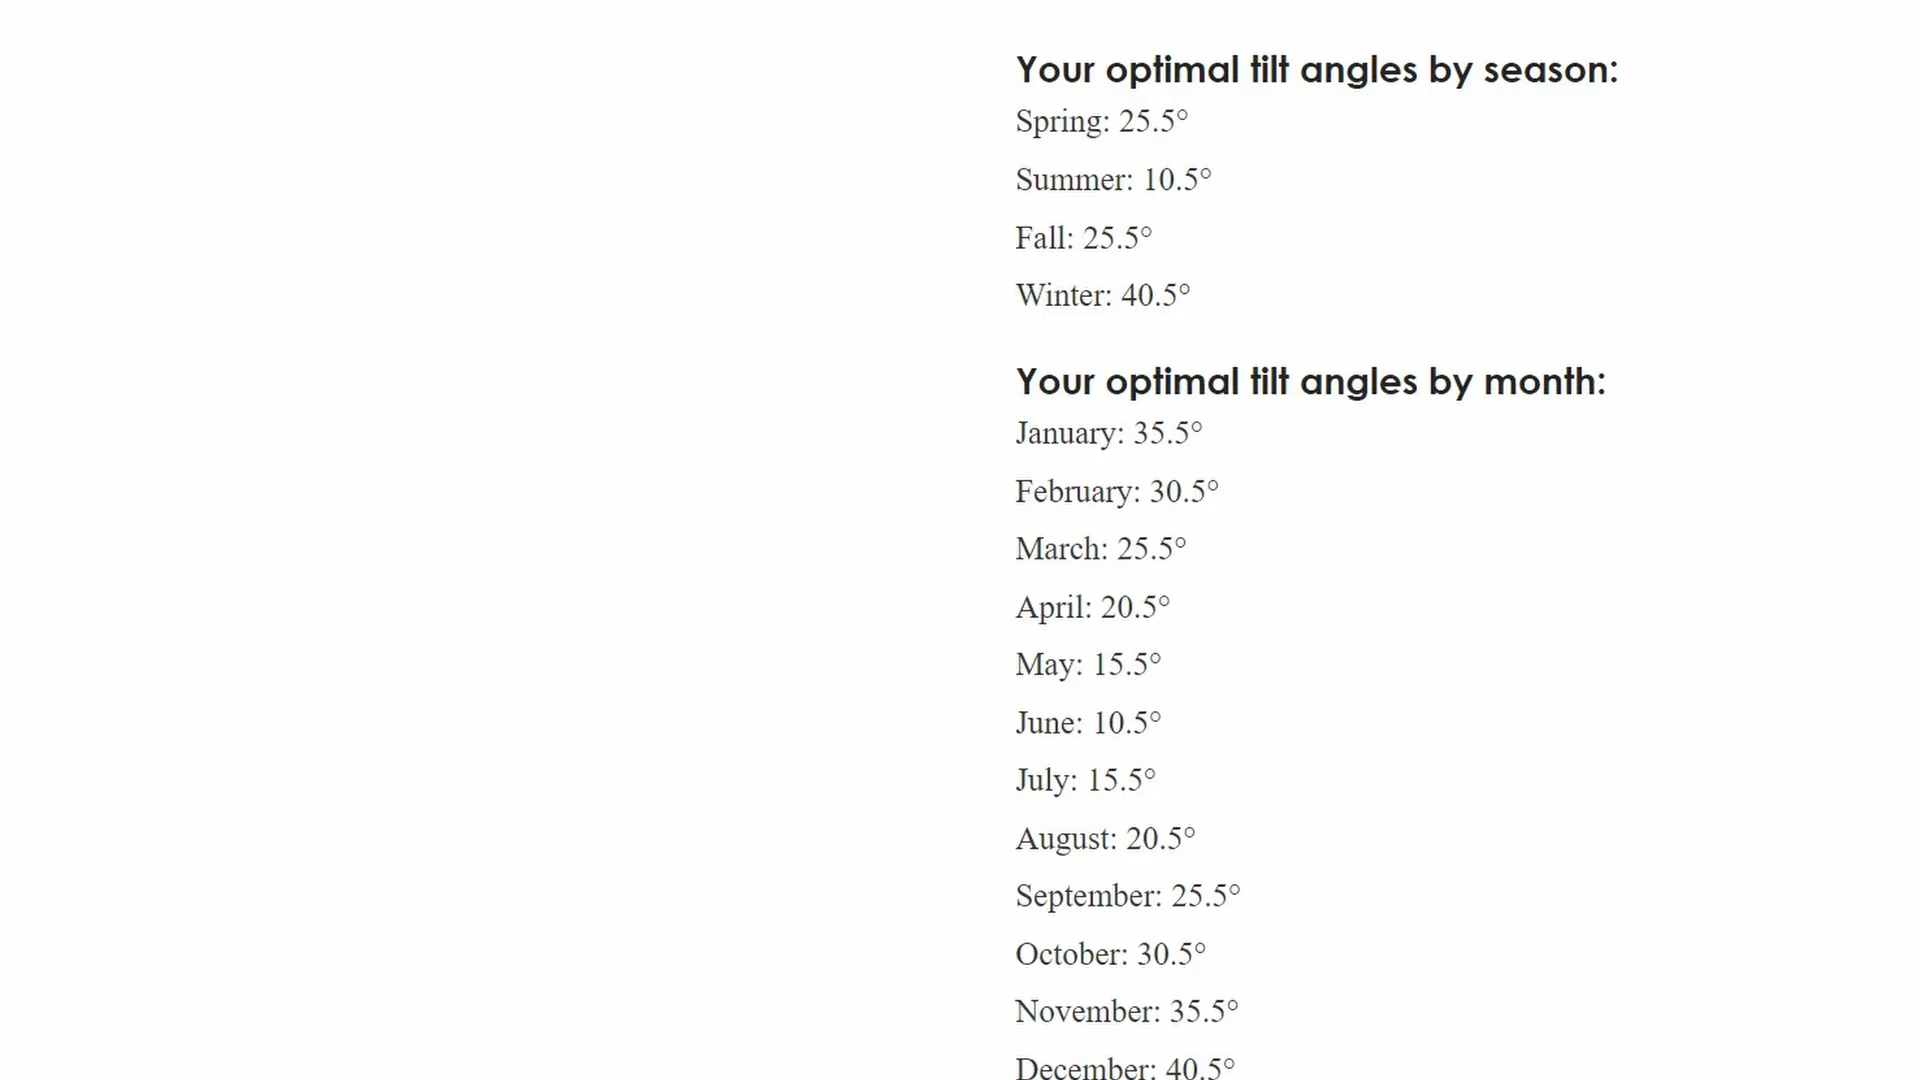 Your optimal tilt angles by season:
Spring: 25.5°
Summer: 10.5°
Fall: 25.5°
Winter: 40.5°
Your optimal tilt angles by month:
January: 35.5°
February: 30.5°
March: 25.5°
April: 20.5°
May: 15.5°
June: 10.5°
July: 15.5°
August: 20.5°
September: 25.5°
October: 30.5°
November: 35.5°
December: 40.5°